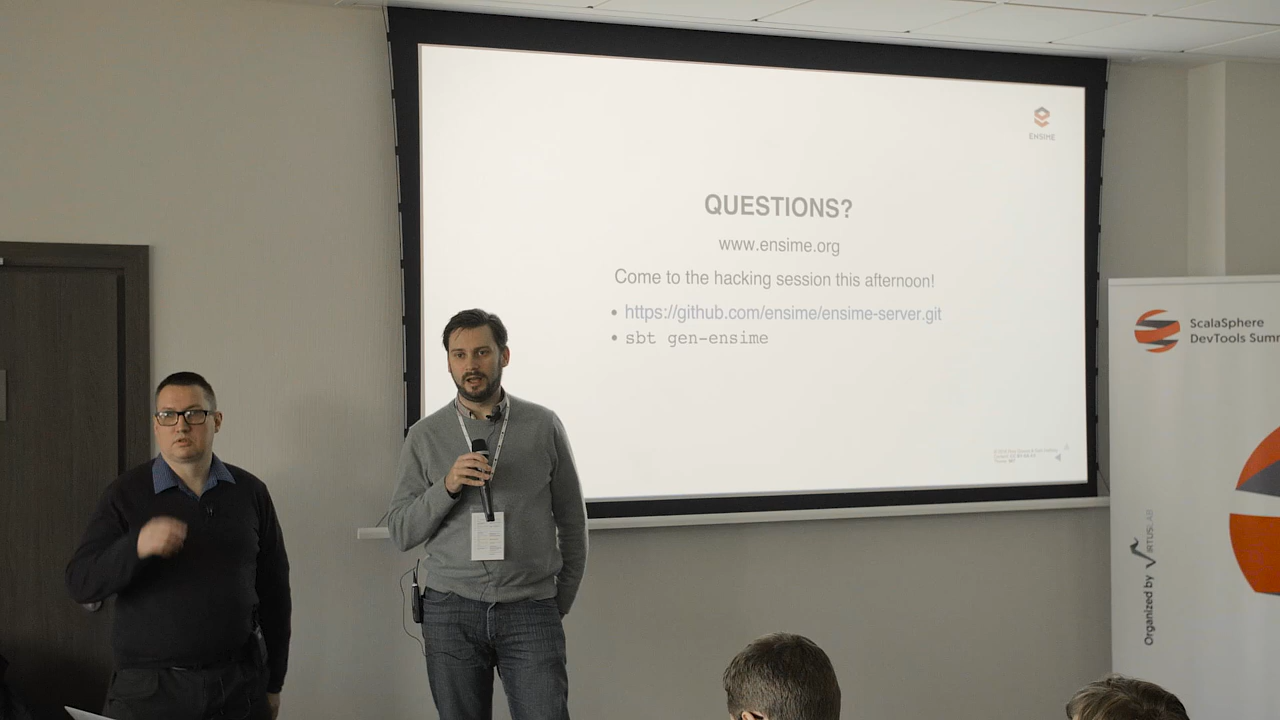 ENSIME
QUESTIONS?
www.ensime.org
Come to the hacking session this afternoon!
• https://github.com/ensime/ensime-server.git
• sbt gen-ensime
ScalaSphere
DevTools Summ
Organized by VIRTUSLAB